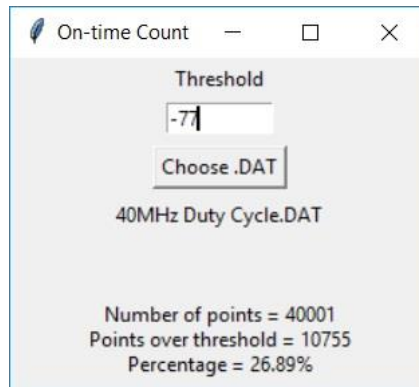 On-time Count
Threshold
-77
Choose .DAT
40MHz Duty Cycle.DAT
Number of points = 40001
Points over threshold = 10755
Percentage = 26.89%